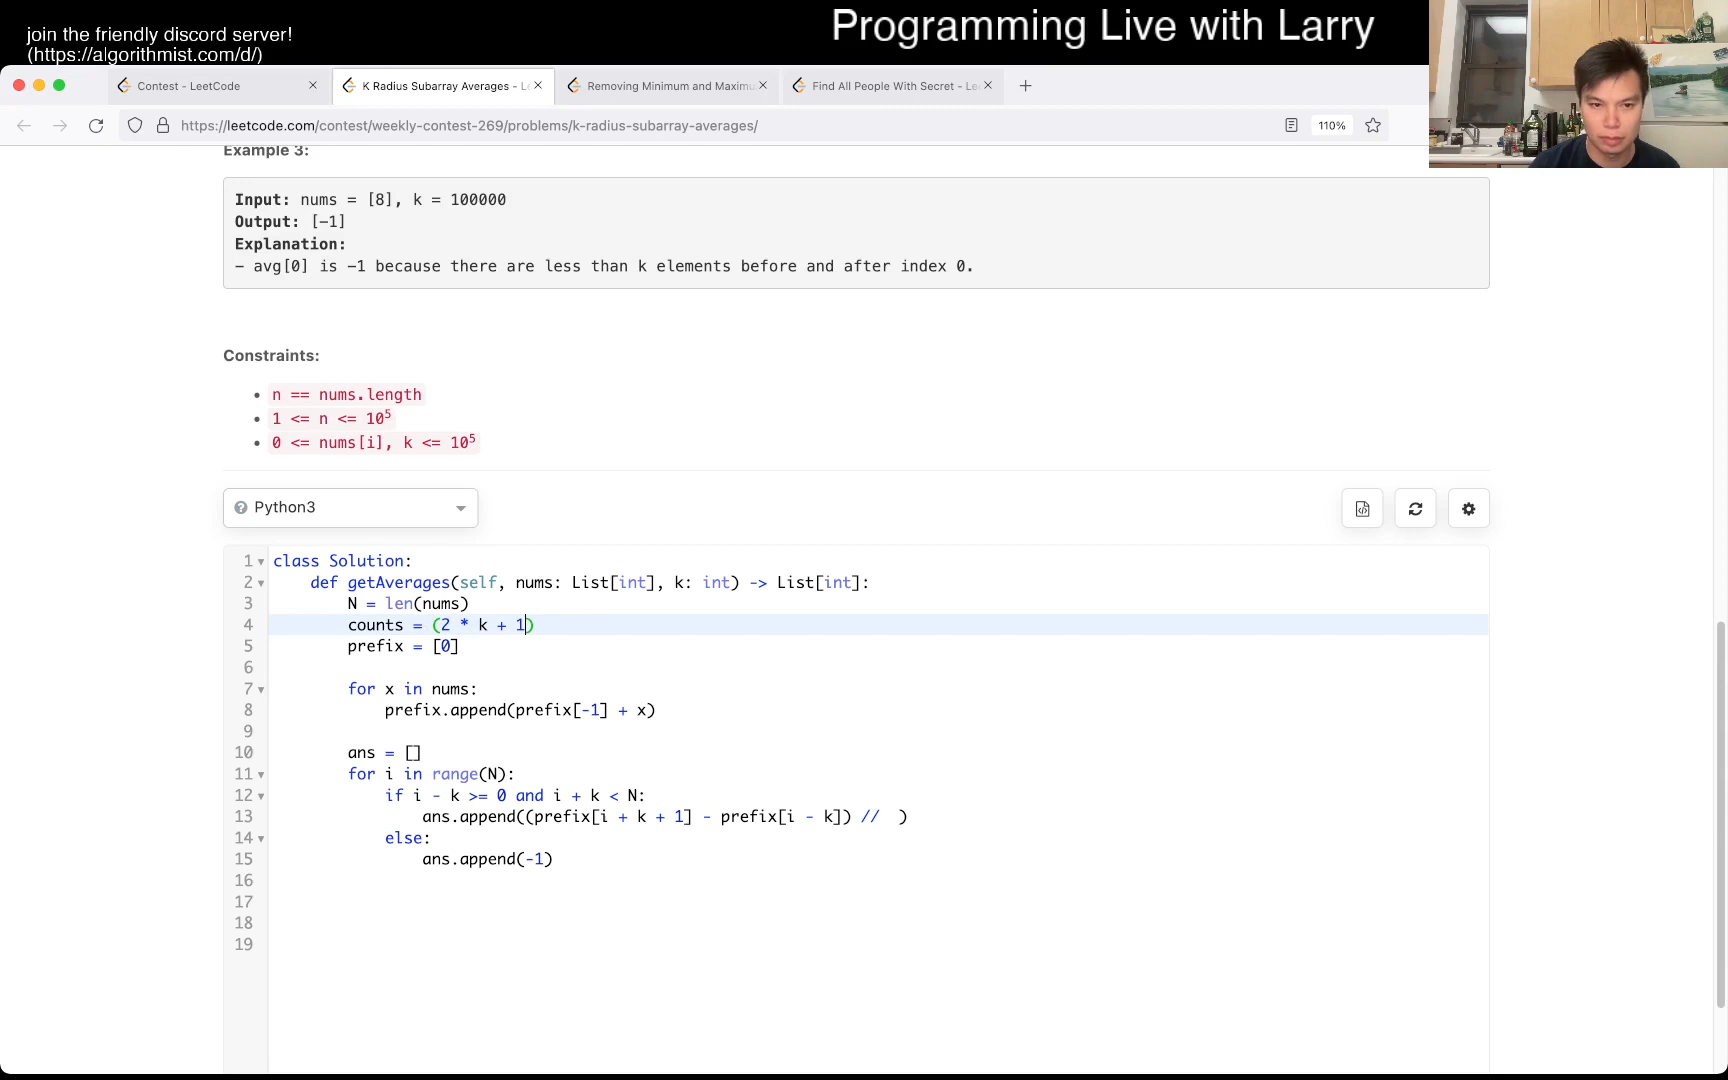 join the friendly discord server!
(https://algorithmist.com/d/)
Programming Live with Larry
Contest - LeetCode
K Radius Subarray Averages - Le
Removing Minimum and Maximu
Find All People With Secret - Le
https://leetcode.com/contest/weekly-contest-269/problems/k-radius-subarray-averages/
110%
Example 3:
Input: nums = [8], k = 100000
Output: [-1]
Explanation:
- avg[0] is -1 because there are less than k elements before and after index 0.
Constraints:
• n == nums.length
• 1 <= n <= 10⁵
• 0 <= nums[i], k <= 10⁵
Python3
1 class Solution:
2 def getAverages(self, nums: List[int], k: int) -> List[int]:
3 N = len(nums)
4 counts = (2 * k + 1)
5 prefix = [0]
6
7 for x in nums:
8 prefix.append(prefix[-1] + x)
9
10 ans = []
11 for i in range(N):
12 if i - k >= 0 and i + k < N:
13 ans.append((prefix[i + k + 1] - prefix[i - k]) //  )
14 else:
15 ans.append(-1)
16
17
18
19